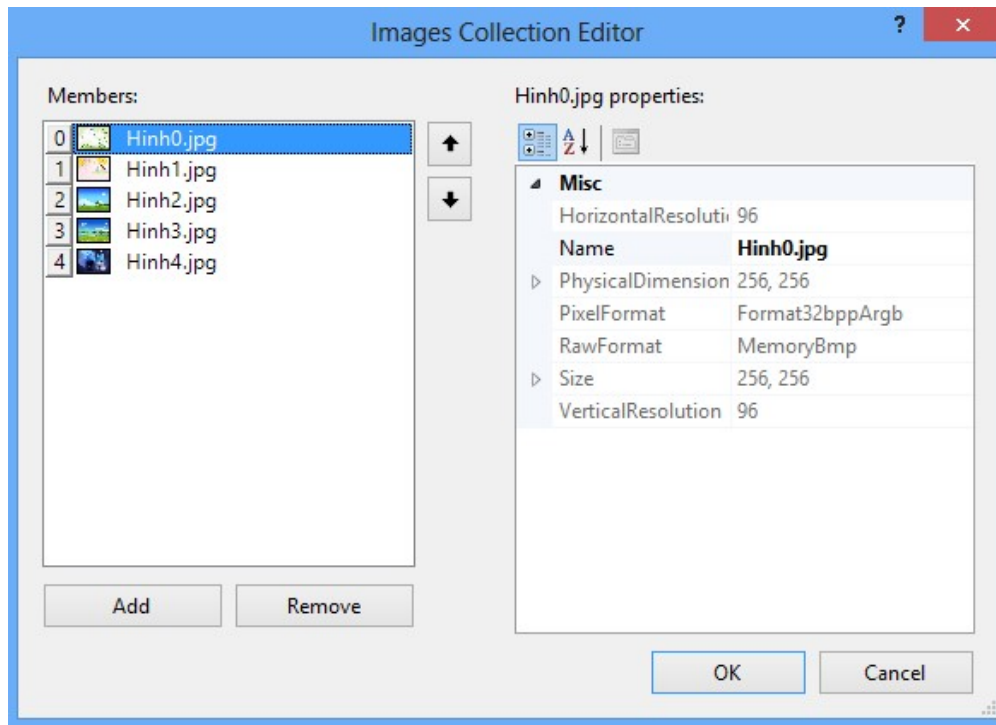 Images Collection Editor
?
Members:
0 Hinh0.jpg
1 Hinh1.jpg
2 Hinh2.jpg
3 Hinh3.jpg
4 Hinh4.jpg
Add Remove
Hinh0.jpg properties:
A
Z
Misc
HorizontalResoluti 96
Name Hinh0.jpg
PhysicalDimension 256, 256
PixelFormat Format32bppArgb
RawFormat MemoryBmp
Size 256, 256
VerticalResolution 96
OK Cancel